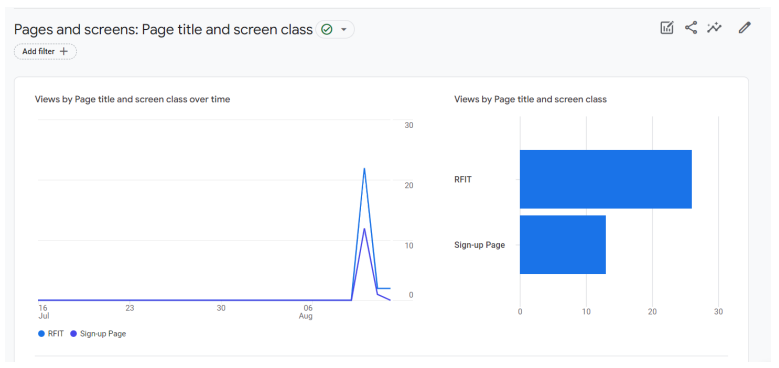 Pages and screens: Page title and screen class
Add filter +
Views by Page title and screen class over time
30
20
10
0
16
Jul
23
30
06
Aug
RFIT
Sign-up Page
Views by Page title and screen class
RFIT
Sign-up Page
0
10
20
30